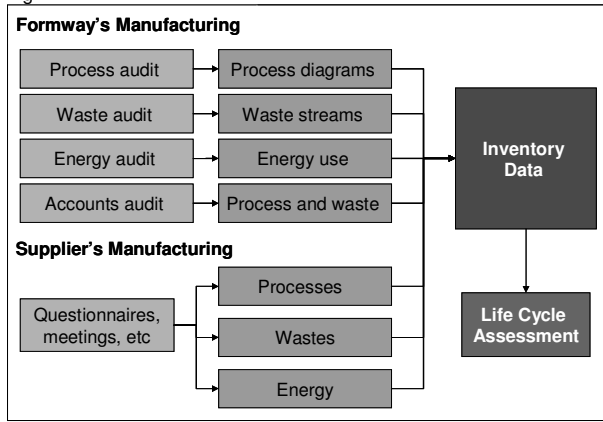 Formway's Manufacturing
Process audit
Process diagrams
Waste audit
Waste streams
Energy audit
Energy use
Accounts audit
Process and waste
Inventory
Data
Supplier's Manufacturing
Questionnaires,
meetings, etc
Processes
Wastes
Energy
Life Cycle
Assessment